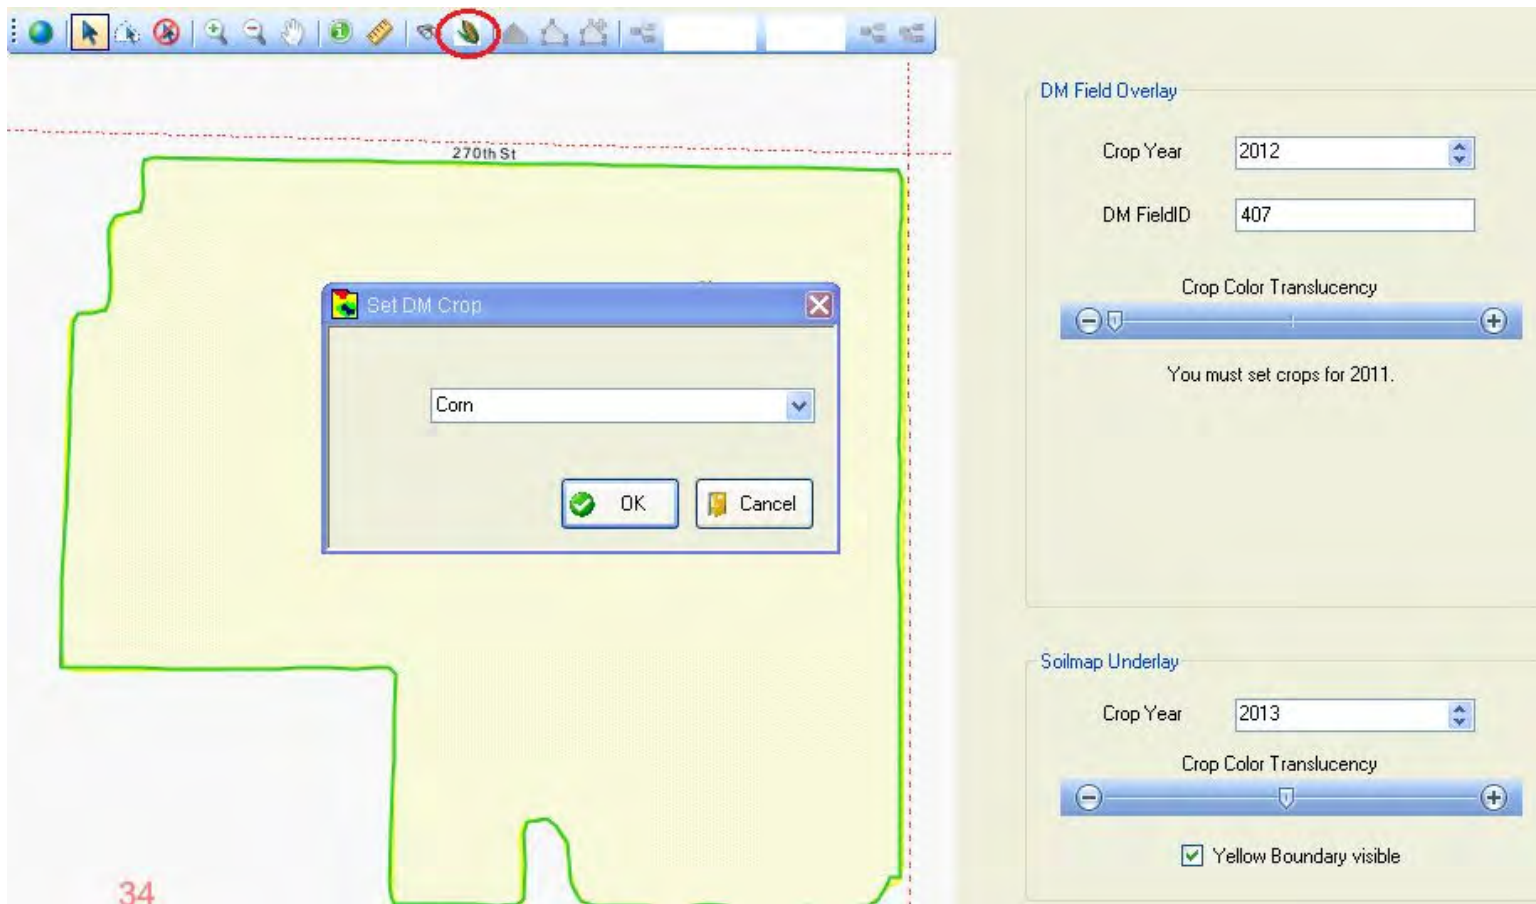 270th St
Set DM Crop
Corn
OK
Cancel
34
DM Field Overlay
Crop Year
2012
DM FieldID
407
Crop Color Translucency
You must set crops for 2011.
Soilmap Underlay
Crop Year
2013
Crop Color Translucency
Yellow Boundary visible